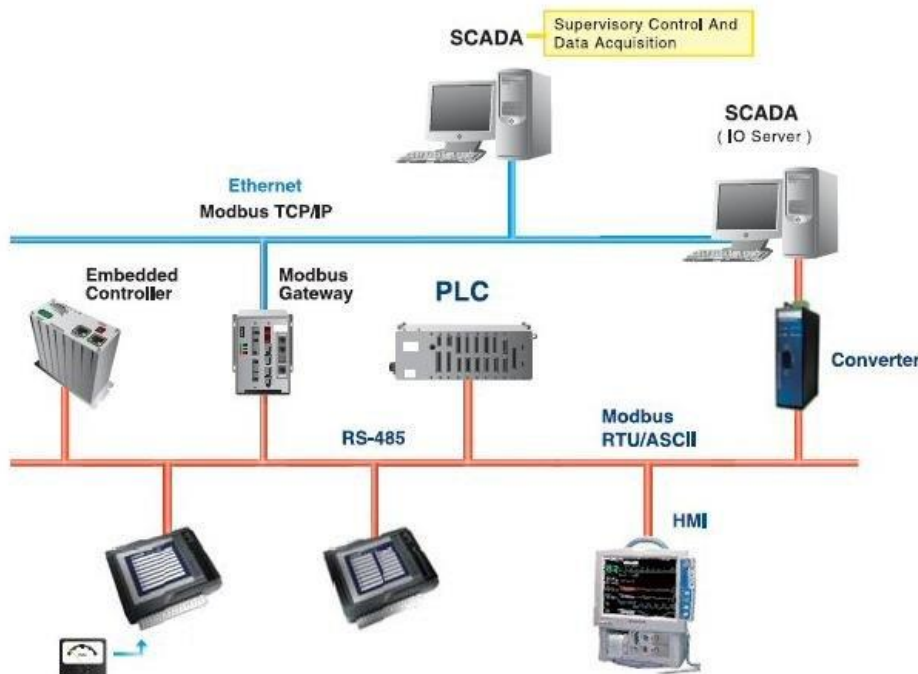 Supervisory Control And
Data Acquisition
SCADA
SCADA
( IO Server )
Ethernet
Modbus TCP/IP
Embedded
Controller
Modbus
Gateway
PLC
Converter
RS-485
Modbus
RTU/ASCII
HMI